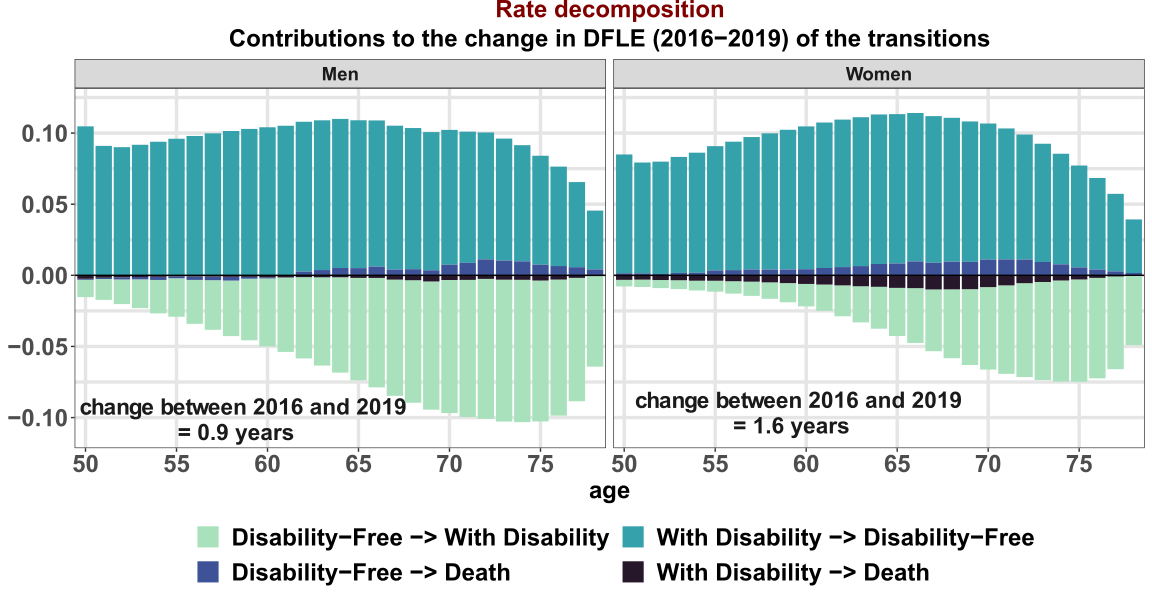 Rate decomposition
Contributions to the change in DFLE (2016−2019) of the transitions
Men
Women
0.10
0.05
0.00
−0.05
−0.10
change between 2016 and 2019
= 0.9 years
change between 2016 and 2019
= 1.6 years
50 55 60 65 70 75
50 55 60 65 70 75
age
Disability−Free −> With Disability
With Disability −> Disability−Free
Disability−Free −> Death
With Disability −> Death